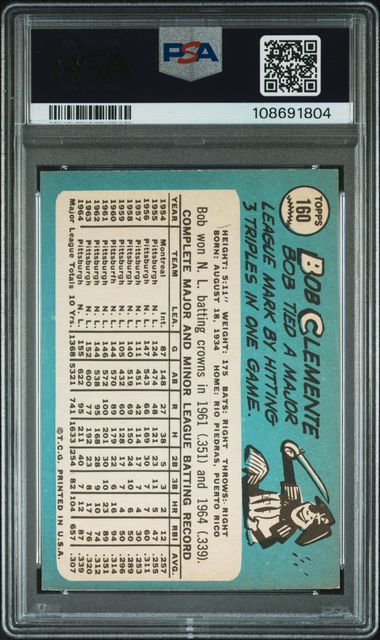 PSA
PSA
108691804
TOPPS
160
BOB CLEMENTE
BOB TIED A MAJOR
LEAGUE MARK BY HITTING
3 TRIPLES IN ONE GAME.
HEIGHT: 5:11" WEIGHT: 175 BATS: RIGHT THROWS: RIGHT
BORN: AUGUST 18, 1934 HOME: RIO PIEDRAS, PUERTO RICO
Bob won N. L. batting crowns in 1961 (.351) and 1964 (.339).
COMPLETE MAJOR AND MINOR LEAGUE BATTING RECORD
YEAR TEAM LEA. G AB R H 2B 3B HR RBI AVG.
1954 Montreal Int. 87 148 27 38 5 3 2 12 .257
1955 Pittsburgh N. L. 124 474 48 121 23 11 5 47 .255
1956 Pittsburgh N. L. 147 543 66 169 30 7 7 60 .311
1957 Pittsburgh N. L. 111 451 42 114 17 7 4 30 .253
1958 Pittsburgh N. L. 140 519 69 150 24 10 6 50 .289
1959 Pittsburgh N. L. 105 432 60 128 17 7 4 50 .296
1960 Pittsburgh N. L. 144 570 89 179 22 6 16 94 .314
1961 Pittsburgh N. L. 146 572 100 201 30 10 23 89 .351
1962 Pittsburgh N. L. 144 538 95 168 28 9 10 74 .312
1963 Pittsburgh N. L. 152 600 77 192 23 8 17 76 .320
1964 Pittsburgh N. L. 155 622 95 211 40 7 12 87 .339
Major League Totals 10 Yrs. 1368 5321 741 1633 254 82 104 657 .307
© T.C.G. PRINTED IN U.S.A.
PSA